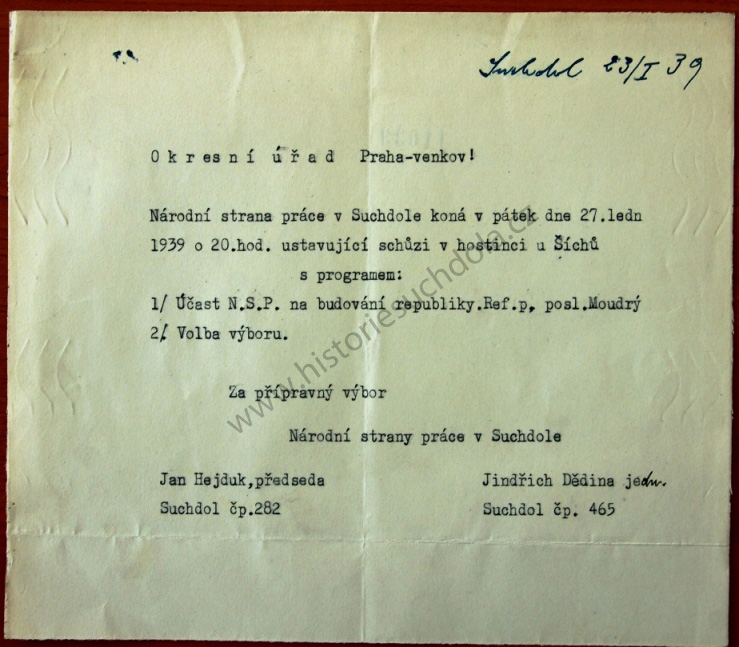 Suchdol 23/I 39
Okresní úřad Praha-venkov!
Národní strana práce v Suchdole koná v pátek dne 27.ledn
1939 o 20.hod. ustavující schůzi v hostinci u Šíchů
s programem:
1/ Účast N.S.P. na budování republiky.Ref.p. posl.Moudrý
2/ Volba výboru.
Za přípravný výbor
Národní strany práce v Suchdole
Jan Hejduk,předseda
Jindřich Dědina jedn.
Suchdol čp.282
Suchdol čp. 465
www.historiesuchdola.cz